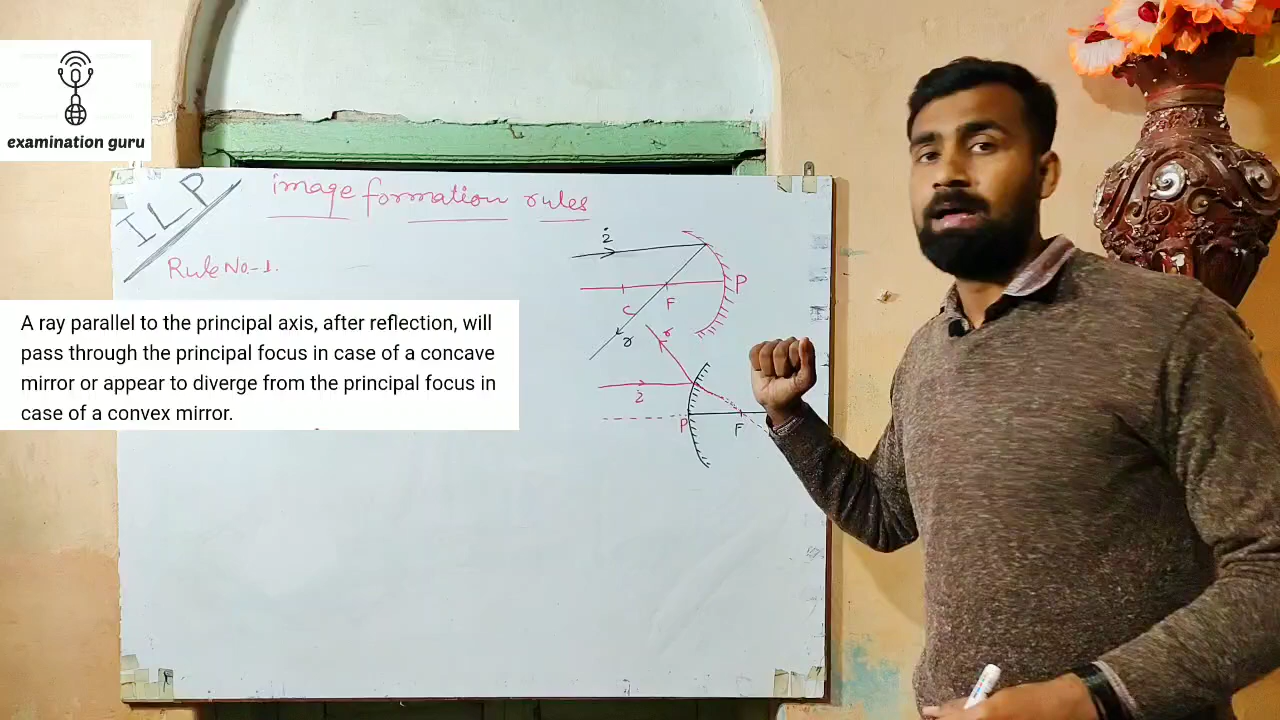 examination guru
ILP
image formation rules
Rule No-1.
A ray parallel to the principal axis, after reflection, will
pass through the principal focus in case of a concave
mirror or appear to diverge from the principal focus in
case of a convex mirror.
i
P
C F
r
r
i
P F